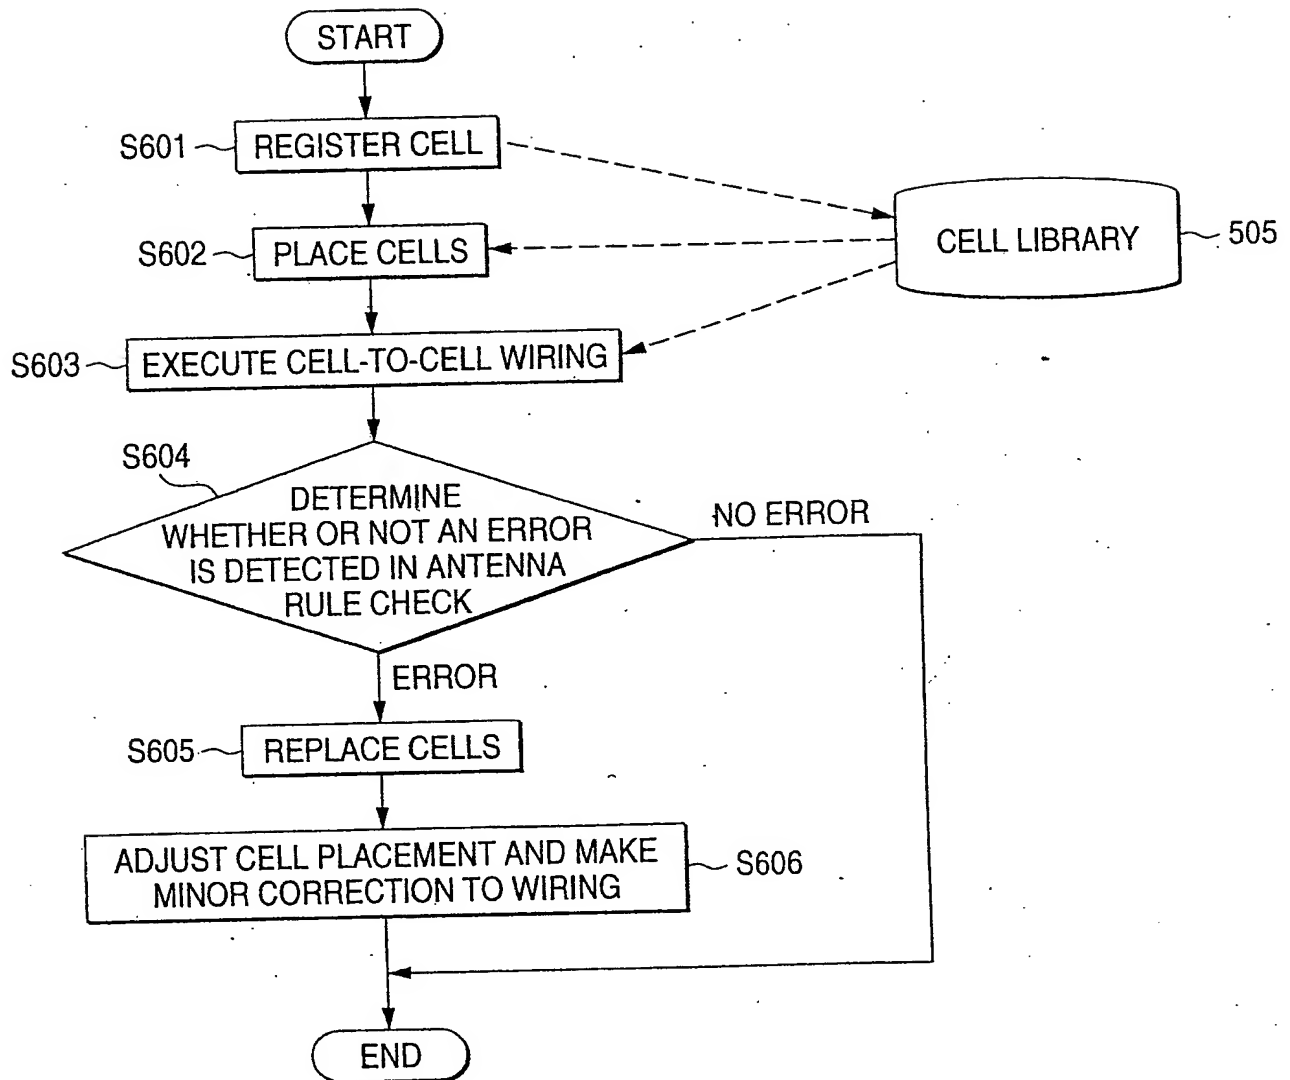 START
S601
REGISTER CELL
S602
PLACE CELLS
CELL LIBRARY
505
S603
EXECUTE CELL-TO-CELL WIRING
S604
DETERMINE
WHETHER OR NOT AN ERROR
IS DETECTED IN ANTENNA
RULE CHECK
NO ERROR
ERROR
S605
REPLACE CELLS
ADJUST CELL PLACEMENT AND MAKE
MINOR CORRECTION TO WIRING
S606
END